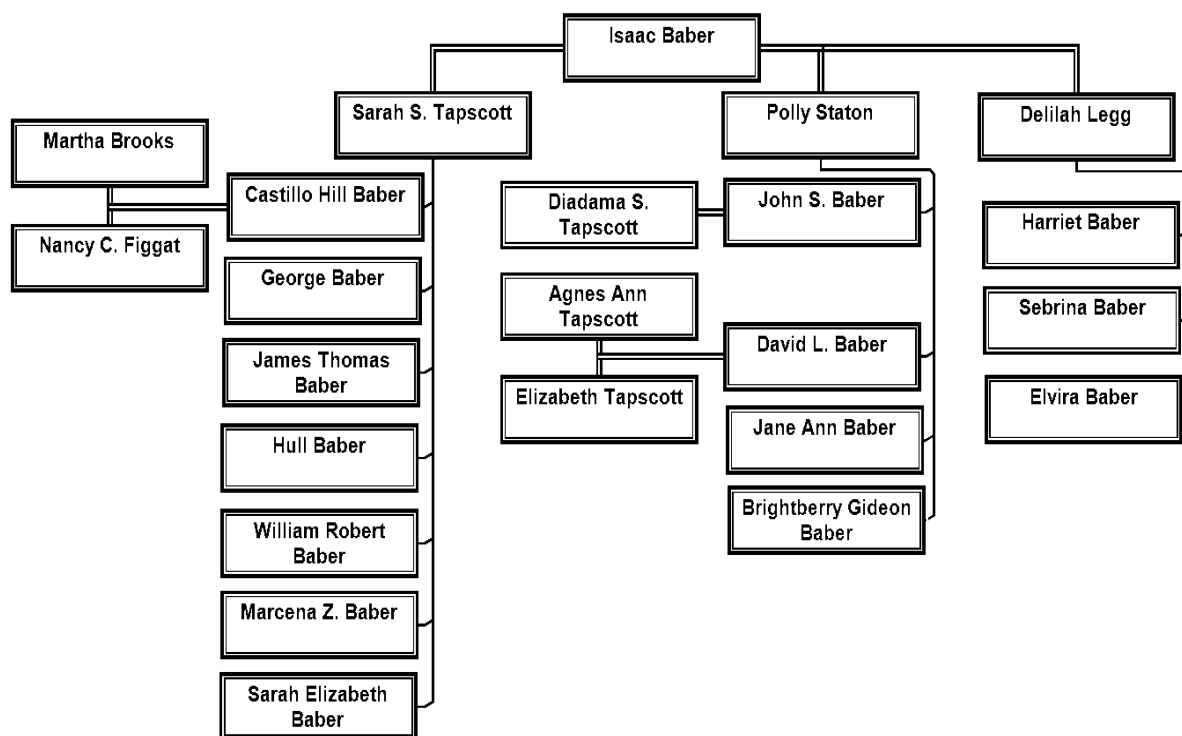 Isaac Baber
Sarah S. Tapscott
Polly Staton
Delilah Legg
Martha Brooks
Nancy C. Figgat
Castillo Hill Baber
George Baber
James Thomas
Baber
Hull Baber
William Robert
Baber
Marcena Z. Baber
Sarah Elizabeth
Baber
Diadama S.
Tapscott
John S. Baber
Agnes Ann
Tapscott
Elizabeth Tapscott
David L. Baber
Jane Ann Baber
Brightberry Gideon
Baber
Harriet Baber
Sebrina Baber
Elvira Baber